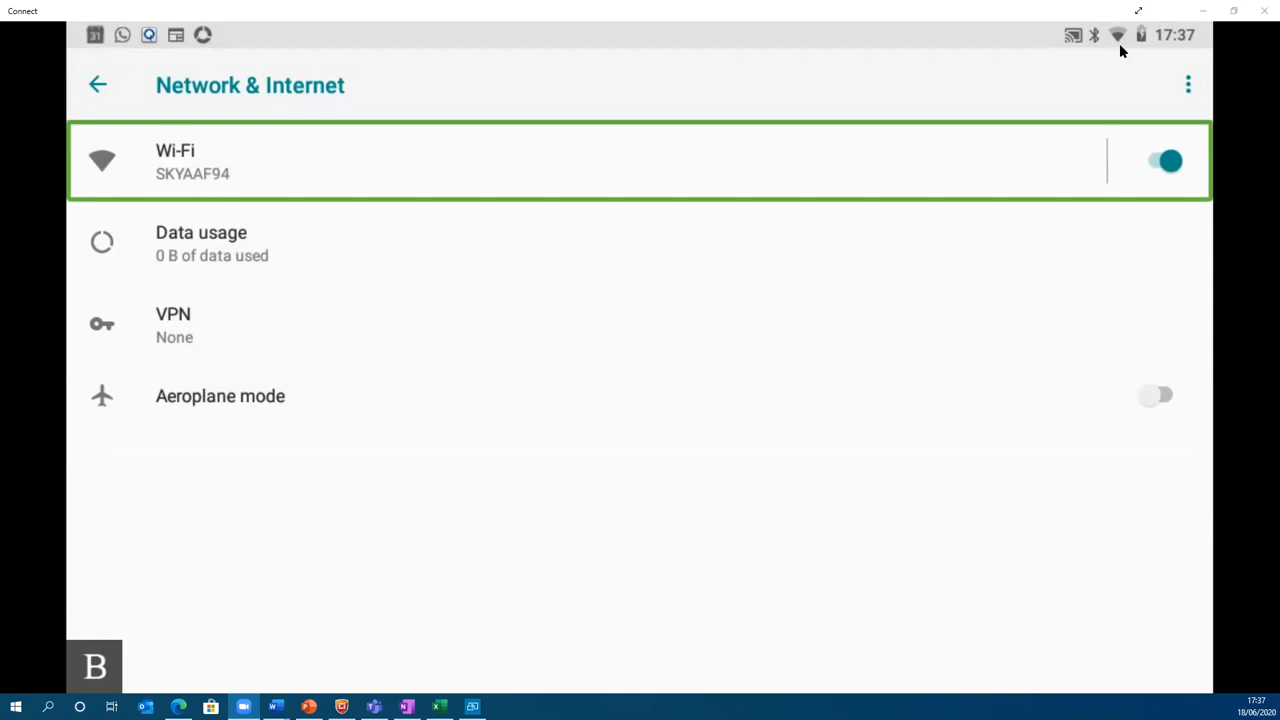 Connect
31
17:37
Network & Internet
Wi-Fi
SKYAAF94
Data usage
0 B of data used
VPN
None
Aeroplane mode
B
17:37
18/06/2020